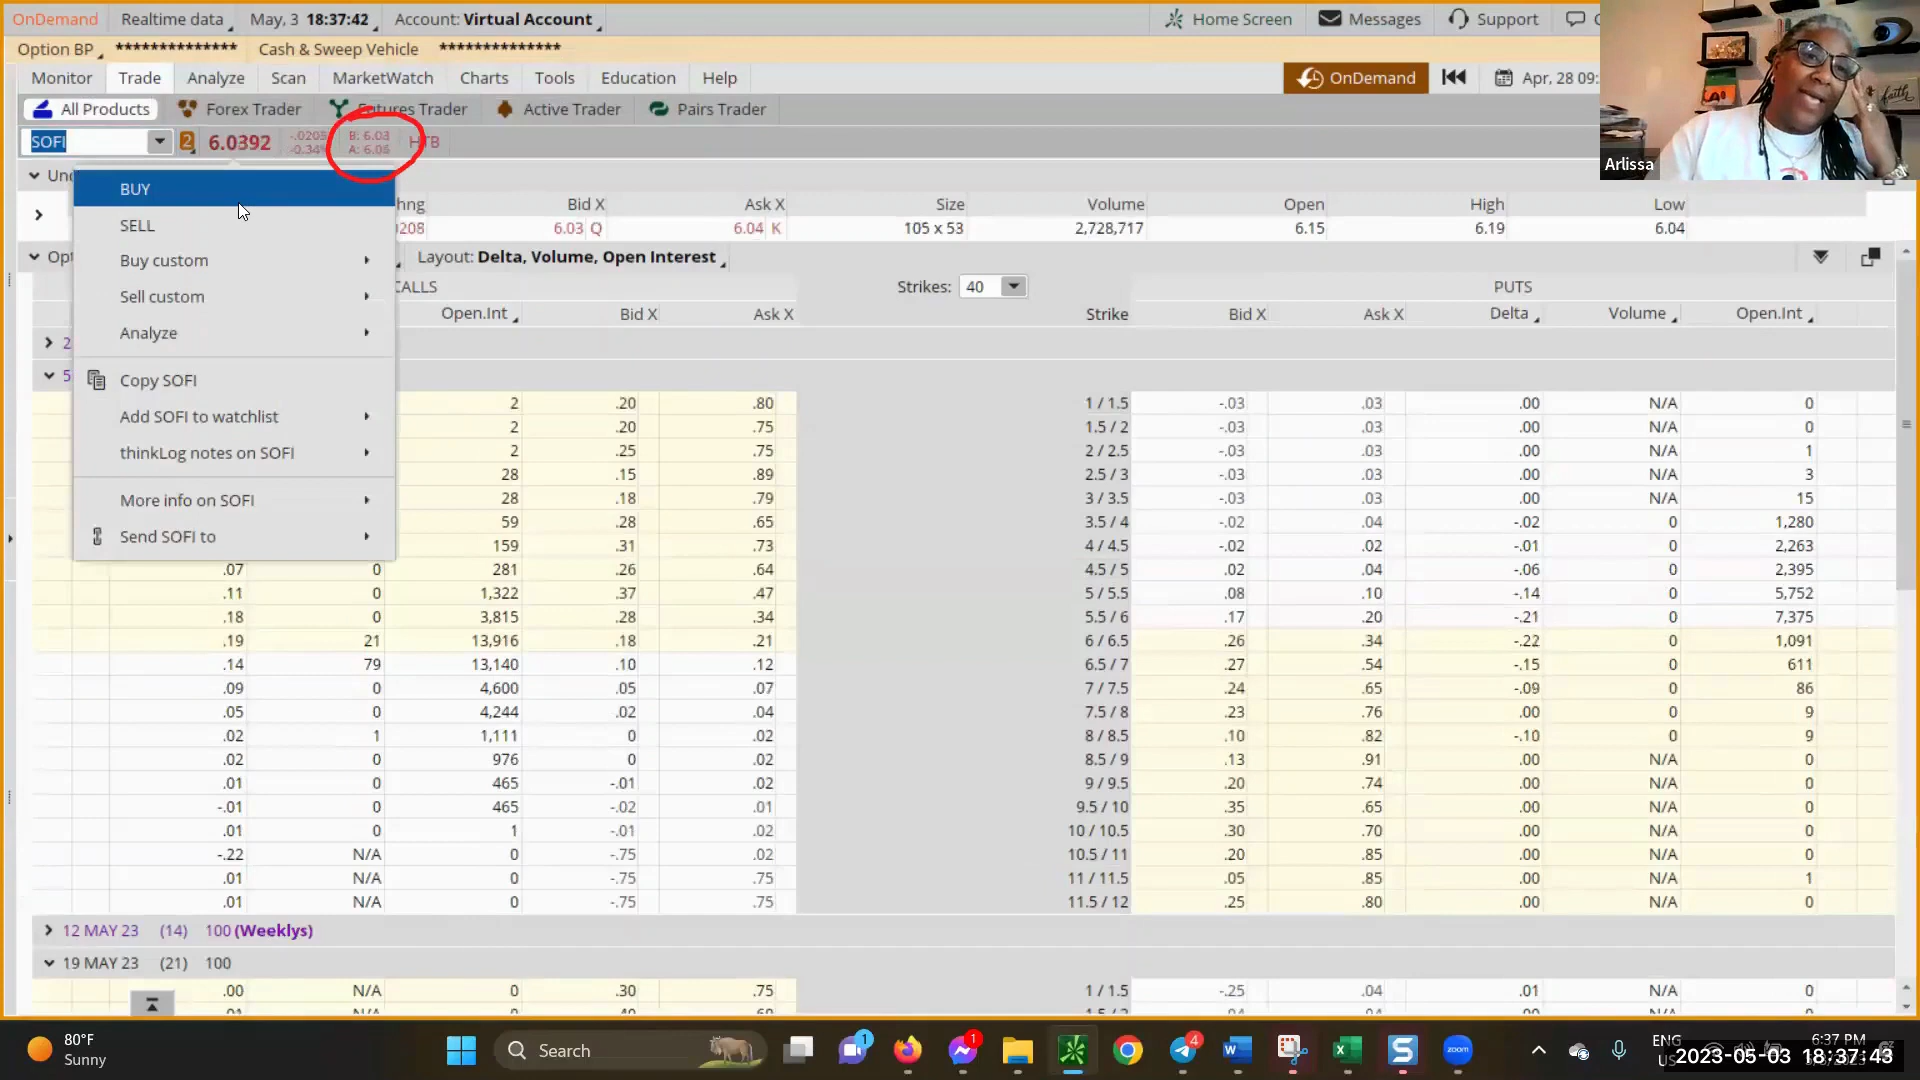 OnDemand Realtime data May, 3 18:37:42 Account: Virtual Account Home Screen Messages Support
Option BP ************** Cash & Sweep Vehicle **************
Monitor Trade Analyze Scan MarketWatch Charts Tools Education Help OnDemand Apr, 28 09:
All Products Forex Trader Futures Trader Active Trader Pairs Trader
SOFI 2 6.0392 B: 6.03 HTB
-0.34% A: 6.06
Arlissa
Und
hng Bid X Ask X Size Volume Open High Low
208 6.03 Q 6.04 K 105 x 53 2,728,717 6.15 6.19 6.04
BUY
SELL
Buy custom
Sell custom
Analyze
Copy SOFI
Add SOFI to watchlist
thinkLog notes on SOFI
More info on SOFI
Send SOFI to
Opt Layout: Delta, Volume, Open Interest
CALLS Strikes: 40 PUTS
Open.Int Bid X Ask X Strike Bid X Ask X Delta Volume Open.Int
2
5
2 .20 .80 1 / 1.5 -.03 .03 .00 N/A 0
2 .20 .75 1.5 / 2 -.03 .03 .00 N/A 0
2 .25 .75 2 / 2.5 -.03 .03 .00 N/A 1
28 .15 .89 2.5 / 3 -.03 .03 .00 N/A 3
28 .18 .79 3 / 3.5 -.03 .03 .00 N/A 15
59 .28 .65 3.5 / 4 -.02 .04 -.02 0 1,280
159 .31 .73 4 / 4.5 -.02 .02 -.01 0 2,263
.07 0 281 .26 .64 4.5 / 5 .02 .04 -.06 0 2,395
.11 0 1,322 .37 .47 5 / 5.5 .08 .10 -.14 0 5,752
.18 0 3,815 .28 .34 5.5 / 6 .17 .20 -.21 0 7,375
.19 21 13,916 .18 .21 6 / 6.5 .26 .34 -.22 0 1,091
.14 79 13,140 .10 .12 6.5 / 7 .27 .54 -.15 0 611
.09 0 4,600 .05 .07 7 / 7.5 .24 .65 -.09 0 86
.05 0 4,244 .02 .04 7.5 / 8 .23 .76 .00 0 9
.02 1 1,111 0 .02 8 / 8.5 .10 .82 -.10 0 9
.02 0 976 0 .02 8.5 / 9 .13 .91 .00 N/A 0
.01 0 465 -.01 .02 9 / 9.5 .20 .74 .00 N/A 0
-.01 0 465 -.02 .01 9.5 / 10 .35 .65 .00 N/A 0
.01 0 1 -.01 .02 10 / 10.5 .30 .70 .00 N/A 0
-.22 N/A 0 -.75 .02 10.5 / 11 .20 .85 .00 N/A 0
.01 N/A 0 -.75 .75 11 / 11.5 .05 .85 .00 N/A 1
.01 N/A 0 -.75 .75 11.5 / 12 .25 .80 .00 N/A 0
12 MAY 23 (14) 100 (Weeklys)
19 MAY 23 (21) 100
.00 N/A 0 .30 .75 1 / 1.5 -.25 .04 .01 N/A 0
80°F
Sunny
Search 1 1 4 zoom
ENG
US
6:37 PM
2023-05-03 18:37:43